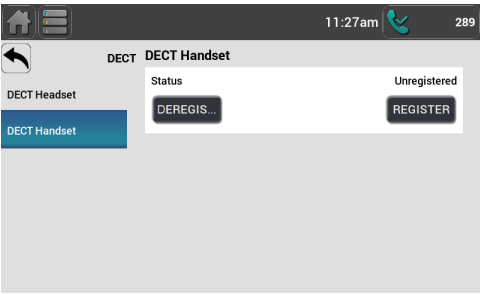 11:27am 289
DECT
DECT Headset
DECT Handset
DECT Handset
Status Unregistered
DEREGIS... REGISTER